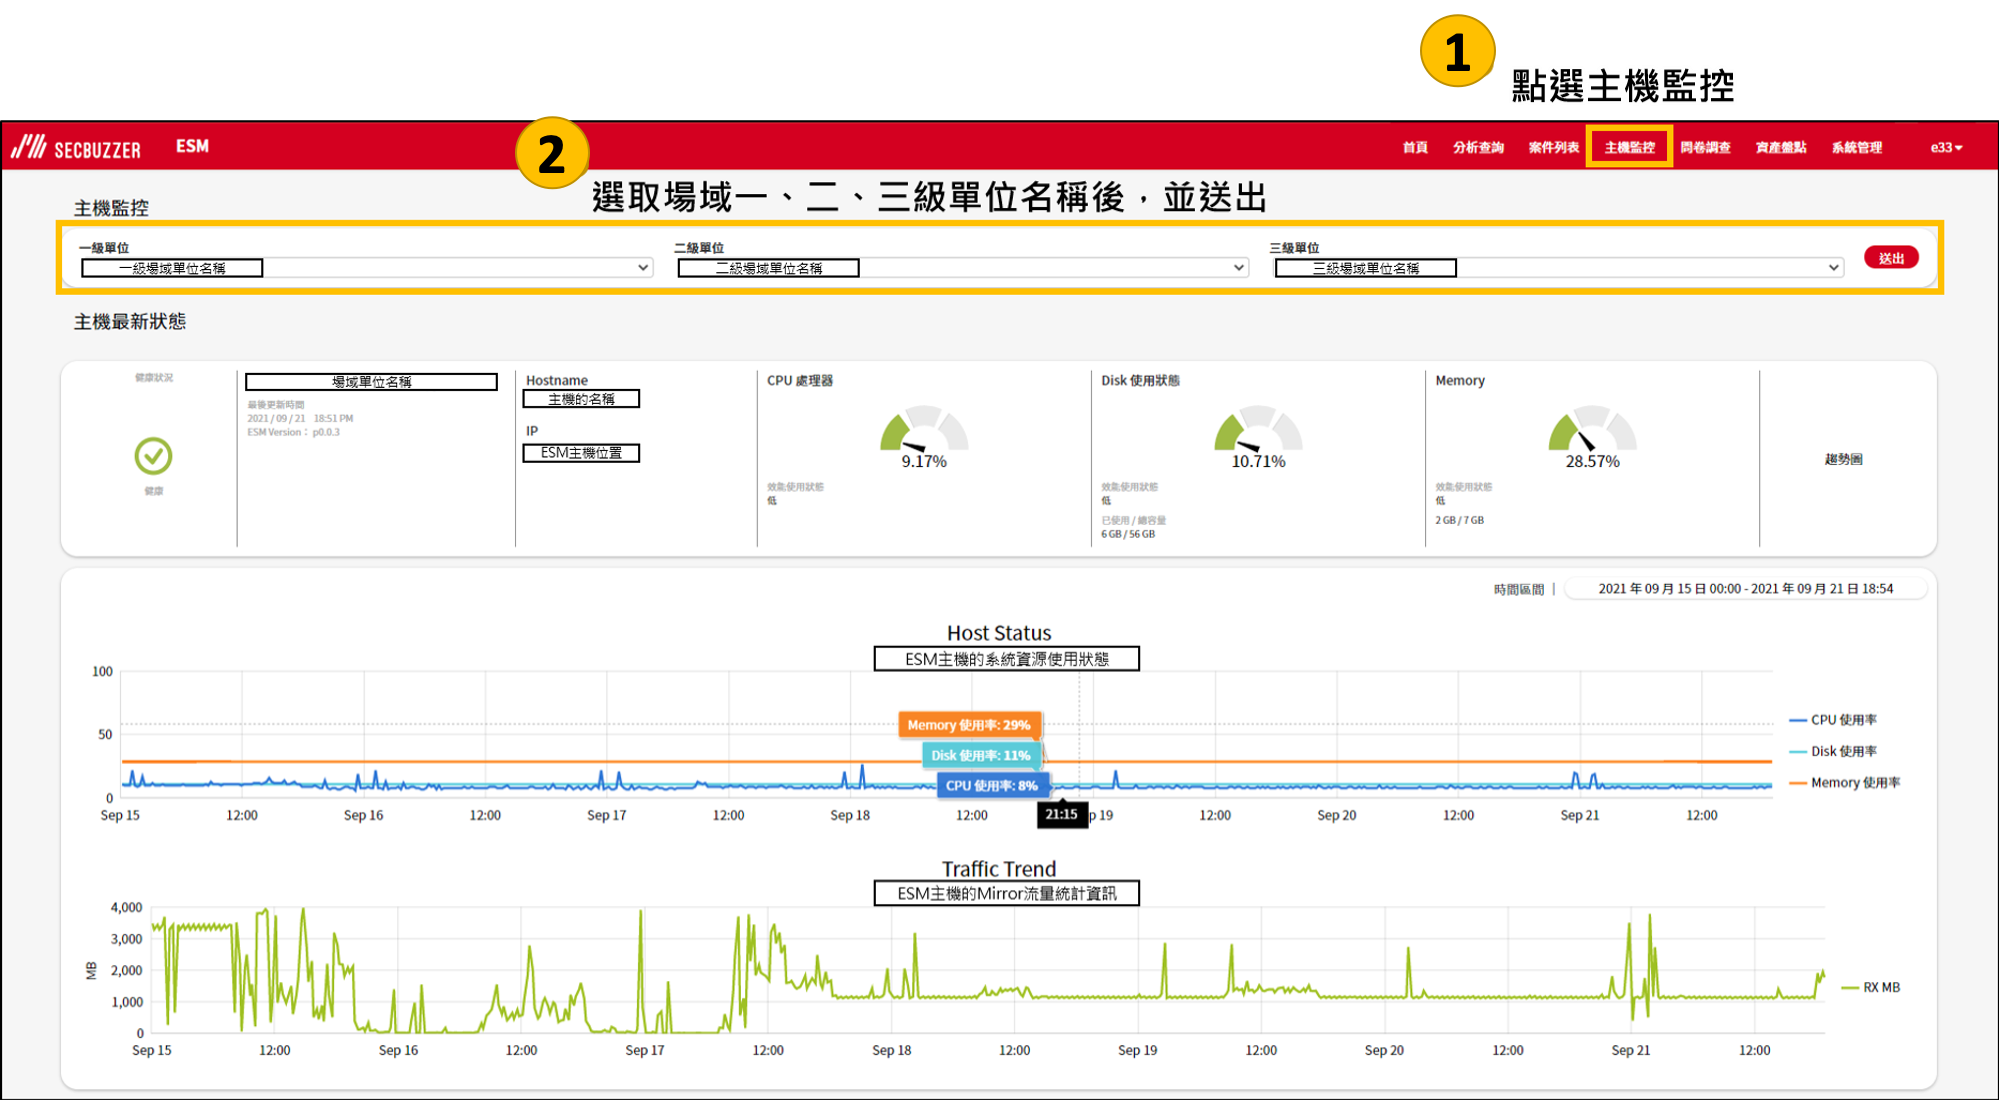 1
點選主機監控
SECBUZZER ESM 首頁 分析查詢 案件列表 主機監控 問卷調查 資產盤點 系統管理 e33
2
選取場域一、二、三級單位名稱後，並送出
主機監控
一級單位 二級單位 三級單位
一級場域單位名稱 二級場域單位名稱 三級場域單位名稱 送出
主機最新狀態
健康狀況
健康
場域單位名稱
最後更新時間
2021 / 09 / 21 18:51 PM
ESM Version： p0.0.3
Hostname
主機的名稱
IP
ESM主機位置
CPU 處理器
9.17%
效能使用狀態
低
Disk 使用狀態
10.71%
效能使用狀態
低
已使用 / 總容量
6 GB / 56 GB
Memory
28.57%
效能使用狀態
低
2 GB / 7 GB
趨勢圖
時間區間 | 2021 年 09 月 15 日 00:00 - 2021 年 09 月 21 日 18:54
Host Status
ESM主機的系統資源使用狀態
100
50
0
Memory 使用率: 29%
Disk 使用率: 11%
CPU 使用率: 8%
CPU 使用率
Disk 使用率
Memory 使用率
Sep 15 12:00 Sep 16 12:00 Sep 17 12:00 Sep 18 12:00 21:15 p 19 12:00 Sep 20 12:00 Sep 21 12:00
Traffic Trend
ESM主機的Mirror流量統計資訊
4,000
3,000
2,000
1,000
0
MB
RX MB
Sep 15 12:00 Sep 16 12:00 Sep 17 12:00 Sep 18 12:00 Sep 19 12:00 Sep 20 12:00 Sep 21 12:00